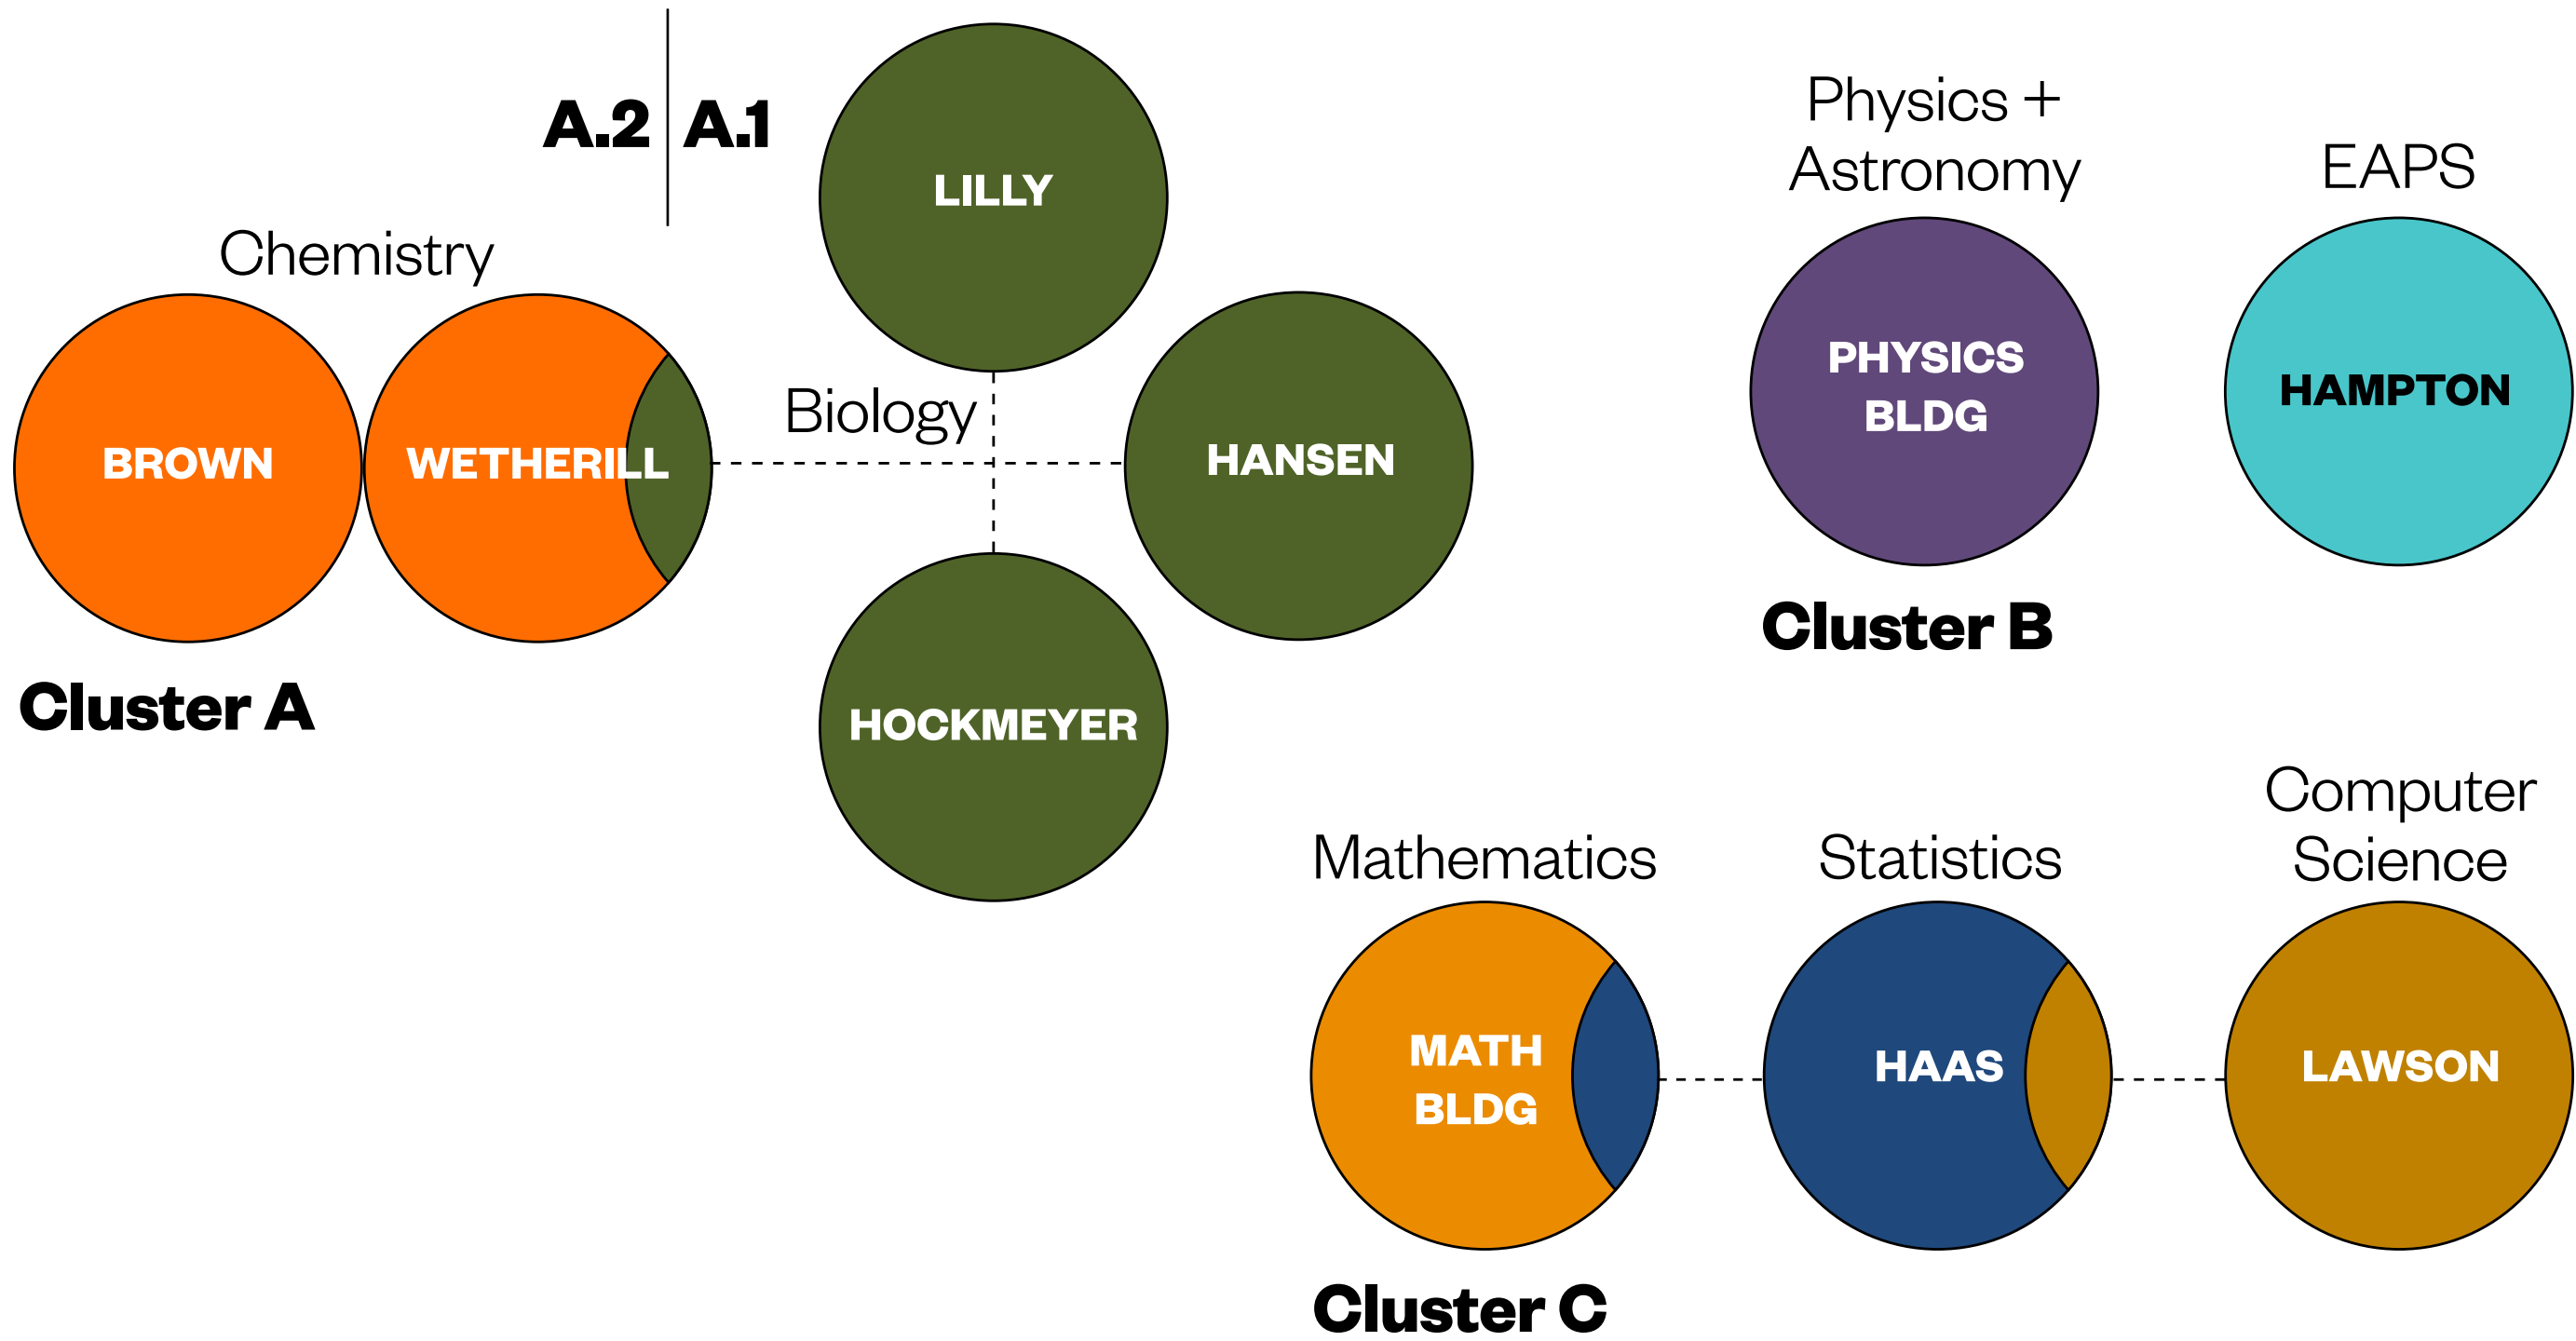 A.2
A.1
LILLY
Chemistry
BROWN
WETHERILL
Biology
HANSEN
HOCKMEYER
Cluster A
Physics +
Astronomy
PHYSICS
BLDG
EAPS
HAMPTON
Cluster B
Mathematics
MATH
BLDG
Statistics
HAAS
Computer
Science
LAWSON
Cluster C